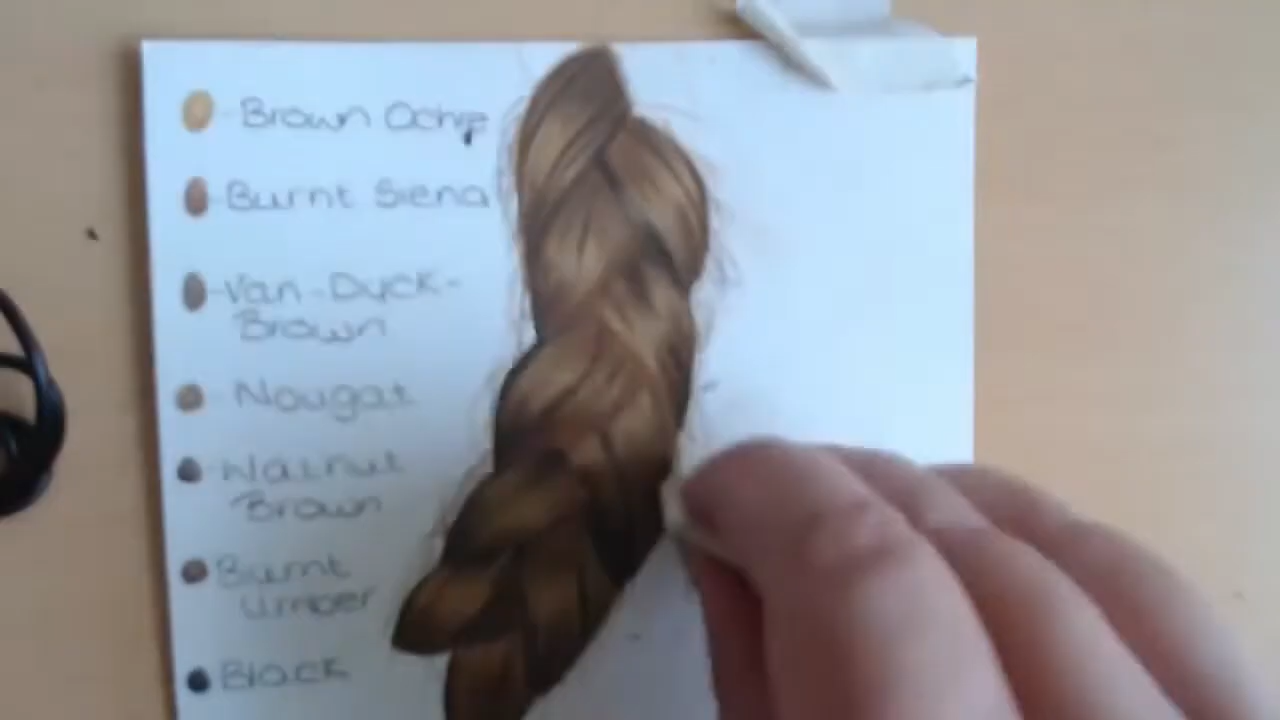 Brown Ochre
Burnt Siena
Van-Dyck-
Brown
Nougat
Walnut
Brown
Burnt
Umber
Black